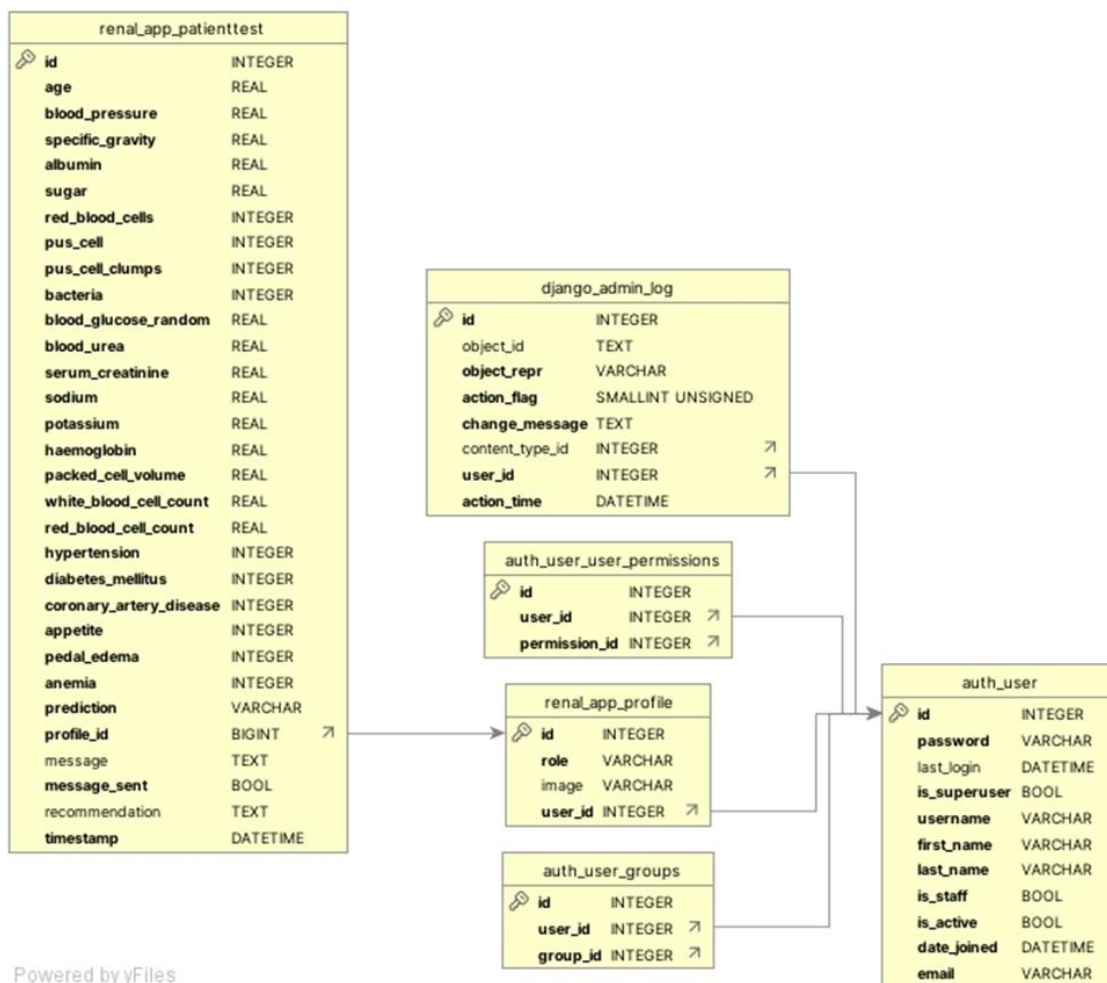 renal_app_patienttest
id INTEGER
age REAL
blood_pressure REAL
specific_gravity REAL
albumin REAL
sugar REAL
red_blood_cells INTEGER
pus_cell INTEGER
pus_cell_clumps INTEGER
bacteria INTEGER
blood_glucose_random REAL
blood_urea REAL
serum_creatinine REAL
sodium REAL
potassium REAL
haemoglobin REAL
packed_cell_volume REAL
white_blood_cell_count REAL
red_blood_cell_count REAL
hypertension INTEGER
diabetes_mellitus INTEGER
coronary_artery_disease INTEGER
appetite INTEGER
pedal_edema INTEGER
anemia INTEGER
prediction VARCHAR
profile_id BIGINT
message TEXT
message_sent BOOL
recommendation TEXT
timestamp DATETIME
django_admin_log
id INTEGER
object_id TEXT
object_repr VARCHAR
action_flag SMALLINT UNSIGNED
change_message TEXT
content_type_id INTEGER
user_id INTEGER
action_time DATETIME
auth_user_user_permissions
id INTEGER
user_id INTEGER
permission_id INTEGER
renal_app_profile
id INTEGER
role VARCHAR
image VARCHAR
user_id INTEGER
auth_user_groups
id INTEGER
user_id INTEGER
group_id INTEGER
auth_user
id INTEGER
password VARCHAR
last_login DATETIME
is_superuser BOOL
username VARCHAR
first_name VARCHAR
last_name VARCHAR
is_staff BOOL
is_active BOOL
date_joined DATETIME
email VARCHAR
Powered by yFiles